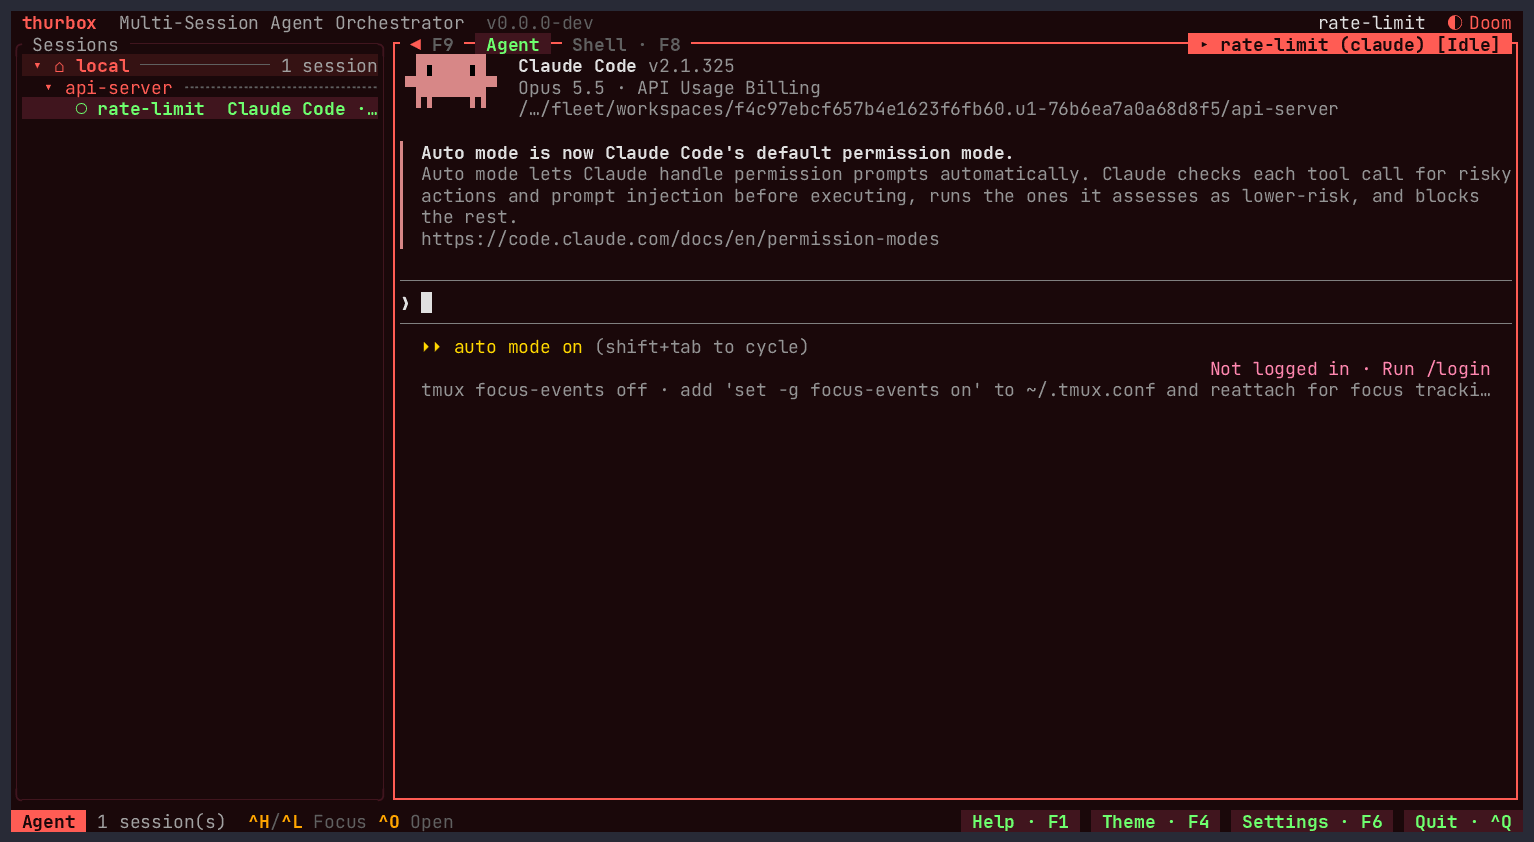 thurbox Multi-Session Agent Orchestrator v0.0.0-dev rate-limit ◐ Doom
Sessions
▾ ⌂ local 1 session
▾ api-server
○ rate-limit Claude Code ·…
◀ F9 Agent Shell · F8 ▸ rate-limit (claude) [Idle]
Claude Code v2.1.325
Opus 5.5 · API Usage Billing
/…/fleet/workspaces/f4c97ebcf657b4e1623f6fb60.u1-76b6ea7a0a68d8f5/api-server
Auto mode is now Claude Code's default permission mode.
Auto mode lets Claude handle permission prompts automatically. Claude checks each tool call for risky
actions and prompt injection before executing, runs the ones it assesses as lower-risk, and blocks
the rest.
https://code.claude.com/docs/en/permission-modes
❯
⏵⏵ auto mode on (shift+tab to cycle)
Not logged in · Run /login
tmux focus-events off · add 'set -g focus-events on' to ~/.tmux.conf and reattach for focus tracki…
Agent 1 session(s) ^H/^L Focus ^O Open Help · F1 Theme · F4 Settings · F6 Quit · ^Q